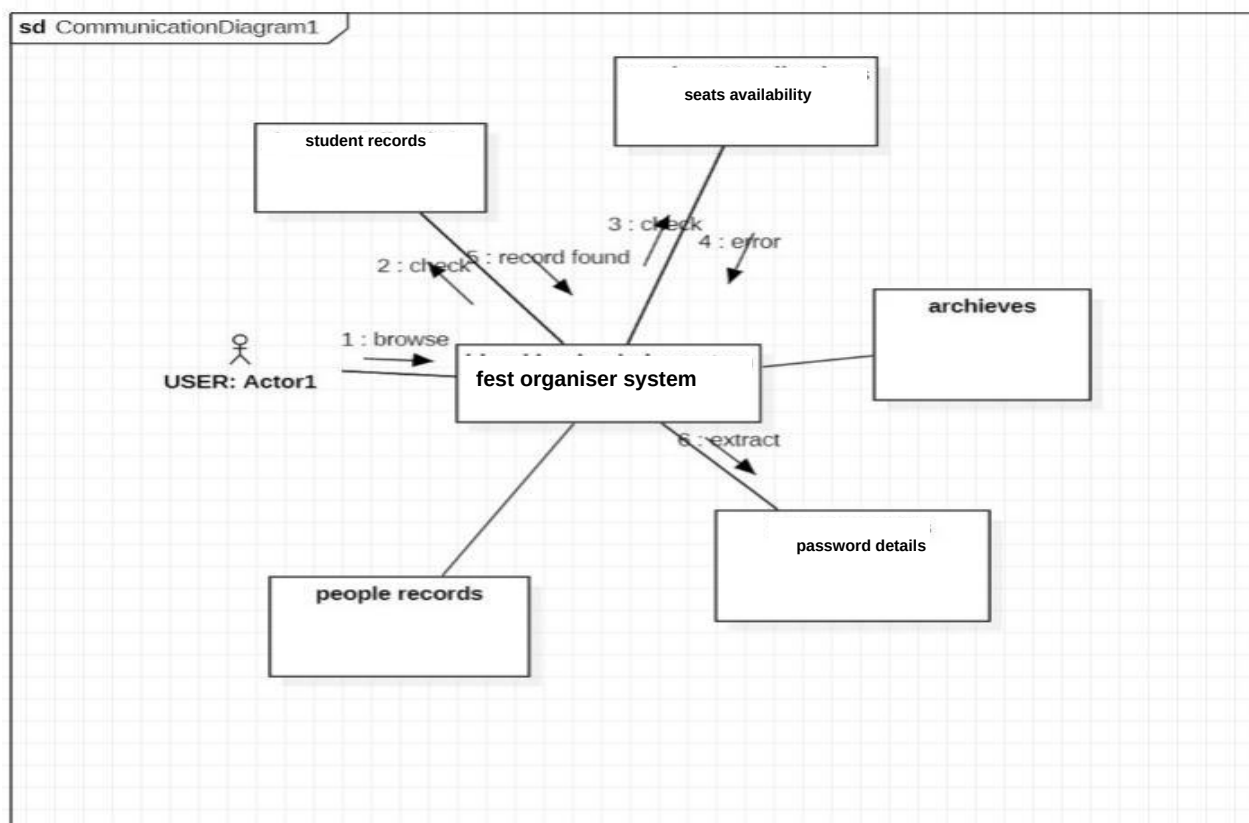 sd CommunicationDiagram1
seats availability
student records
3 : check
4 : error
5 : record found
2 : check
archieves
1 : browse
USER: Actor1
fest organiser system
6 : extract
password details
people records